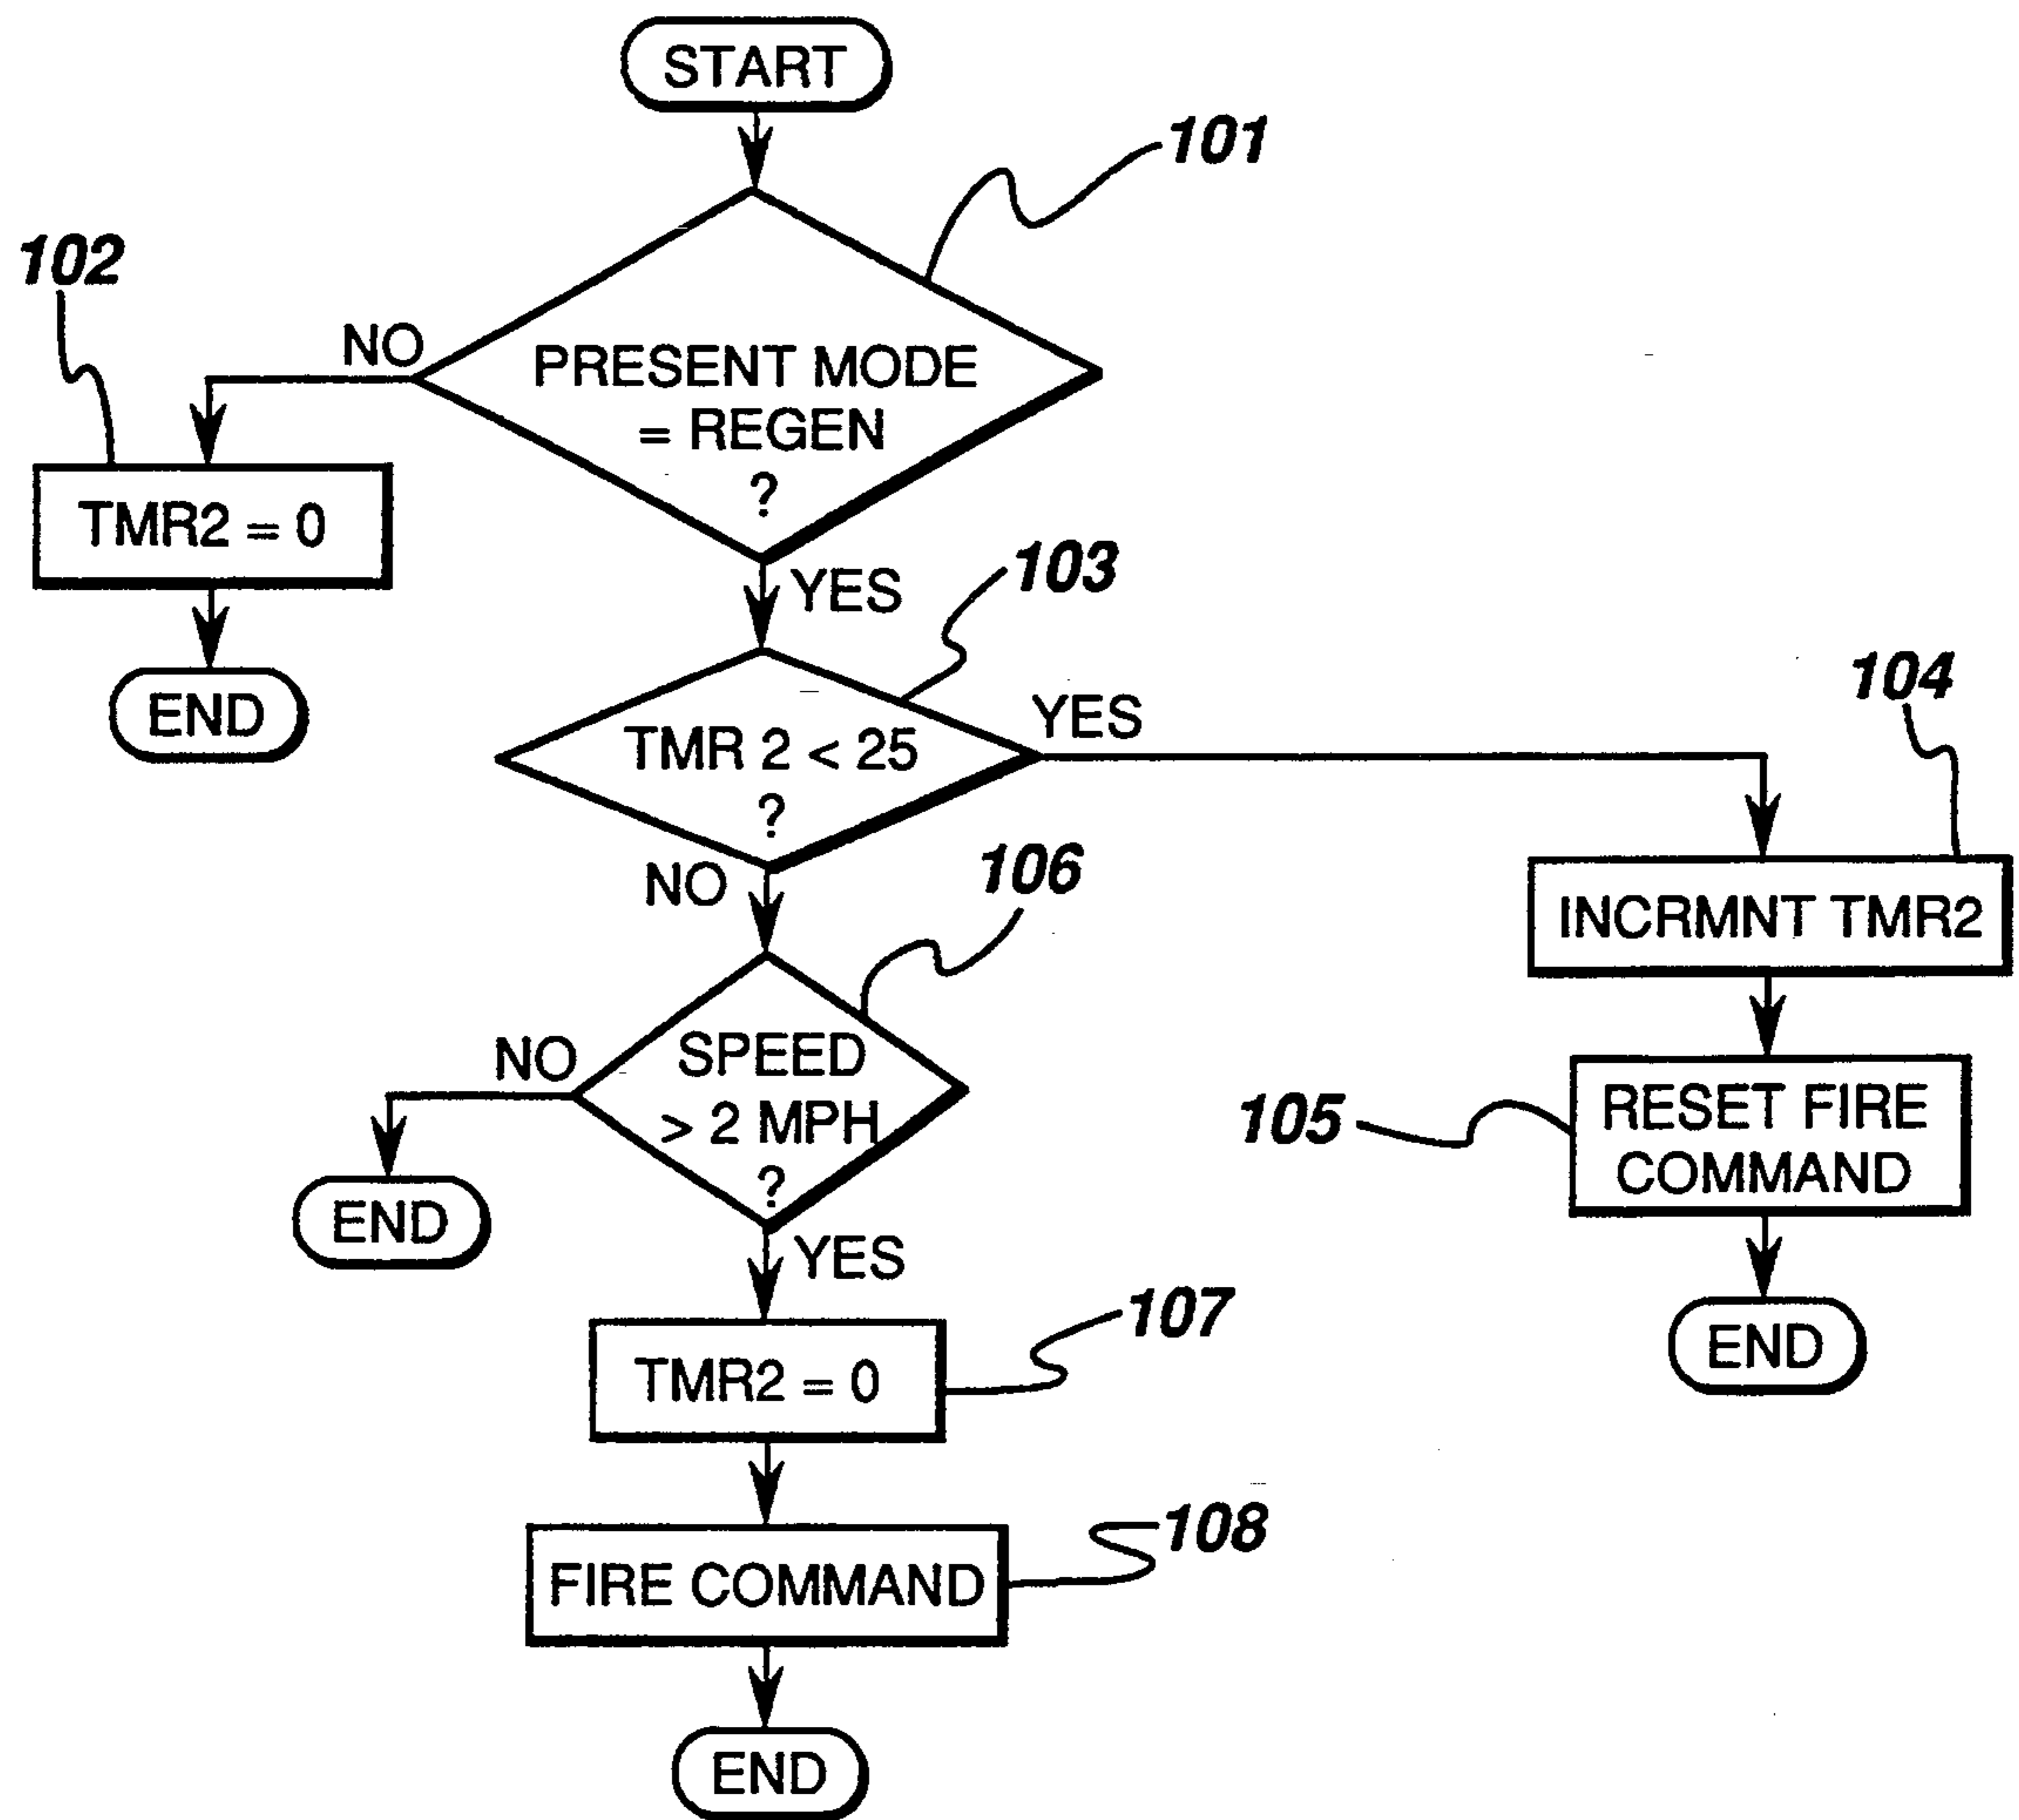 START
101
102
NO
PRESENT MODE
= REGEN
?
TMR2 = 0
YES
103
END
104
YES
TMR 2 < 25
?
NO
106
INCRMNT TMR2
NO
SPEED
> 2 MPH
?
105
RESET FIRE
COMMAND
END
YES
107
END
TMR2 = 0
108
FIRE COMMAND
END